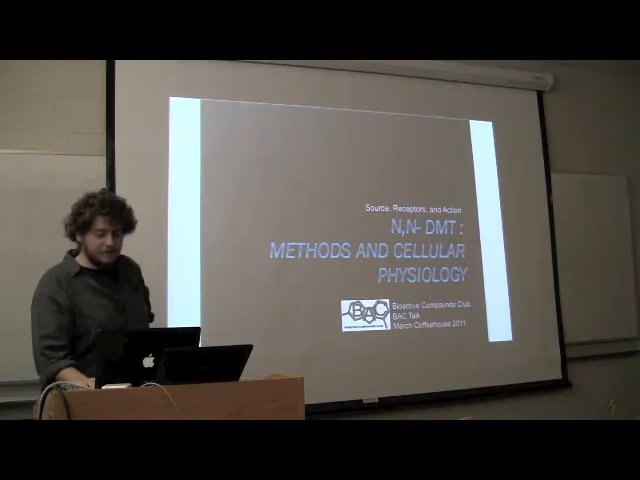 Source, Receptors, and Action
N,N- DMT :
METHODS AND CELLULAR
PHYSIOLOGY
BAC
Bioactive Compounds Club
BAC Talk
March Coffeehouse 2011